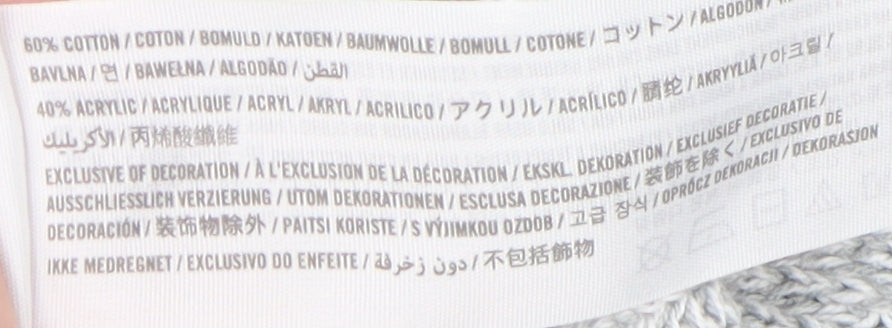 60% COTTON / COTON / BOMULD / KATOEN / BAUMWOLLE / BOMULL / COTONE / コットン / ALGODÓN /
BAVLNA / 면 / BAWEŁNA / ALGODÃO / القطن
40% ACRYLIC / ACRYLIQUE / ACRYL / AKRYL / ACRILICO / アクリル / ACRÍLICO / 腈纶 / AKRYYLIÄ / 아크릴 /
الأكريليك / 丙烯酸纖維
EXCLUSIVE OF DECORATION / À L'EXCLUSION DE LA DÉCORATION / EKSKL. DEKORATION / EXCLUSIEF DECORATIE /
AUSSCHLIESSLICH VERZIERUNG / UTOM DEKORATIONEN / ESCLUSA DECORAZIONE / 装飾を除く / EXCLUSIVO DE
DECORACIÓN / 装饰物除外 / PAITSI KORISTE / S VÝJIMKOU OZDOB / 고급 장식 / OPRÓCZ DEKORACJI / DEKORASJON
IKKE MEDREGNET / EXCLUSIVO DO ENFEITE / دون زخرفة / 不包括飾物